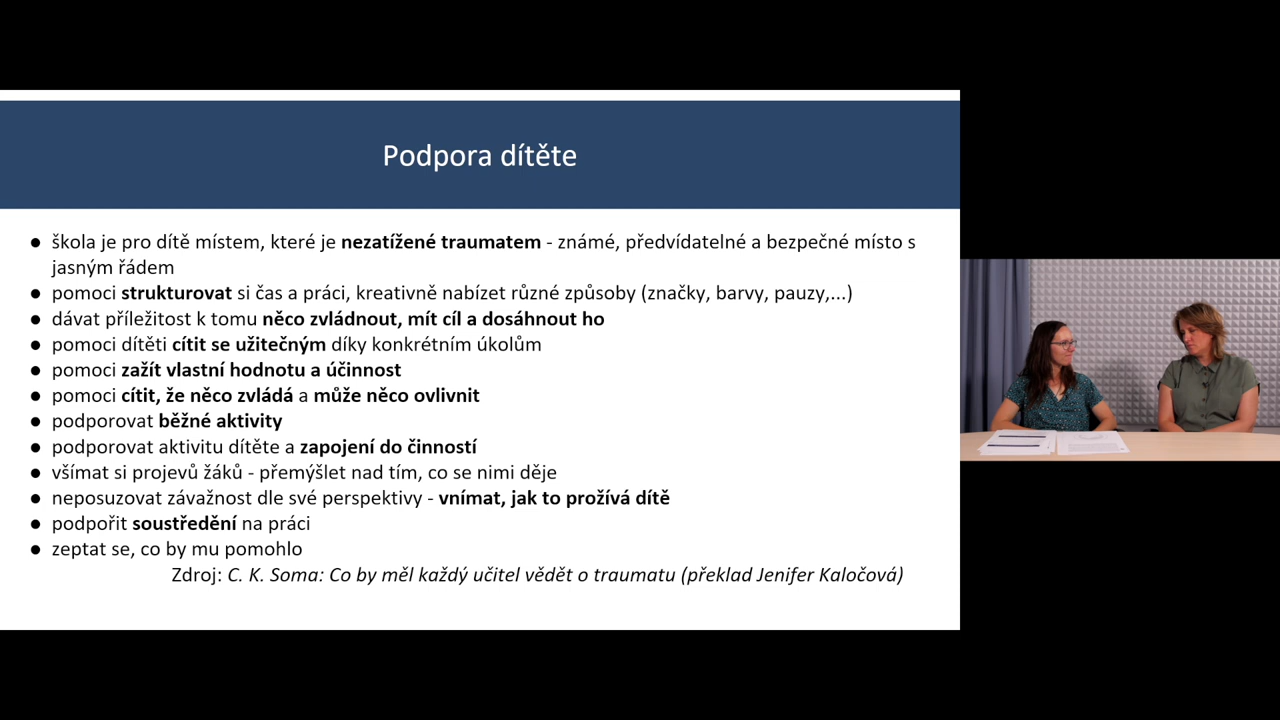 Podpora dítěte
● škola je pro dítě místem, které je nezatížené traumatem - známé, předvídatelné a bezpečné místo s
jasným řádem
● pomoci strukturovat si čas a práci, kreativně nabízet různé způsoby (značky, barvy, pauzy,...)
● dávat příležitost k tomu něco zvládnout, mít cíl a dosáhnout ho
● pomoci dítěti cítit se užitečným díky konkrétním úkolům
● pomoci zažít vlastní hodnotu a účinnost
● pomoci cítit, že něco zvládá a může něco ovlivnit
● podporovat běžné aktivity
● podporovat aktivitu dítěte a zapojení do činností
● všímat si projevů žáků - přemýšlet nad tím, co se nimi děje
● neposuzovat závažnost dle své perspektivy - vnímat, jak to prožívá dítě
● podpořit soustředění na práci
● zeptat se, co by mu pomohlo
Zdroj: C. K. Soma: Co by měl každý učitel vědět o traumatu (překlad Jenifer Kaločová)